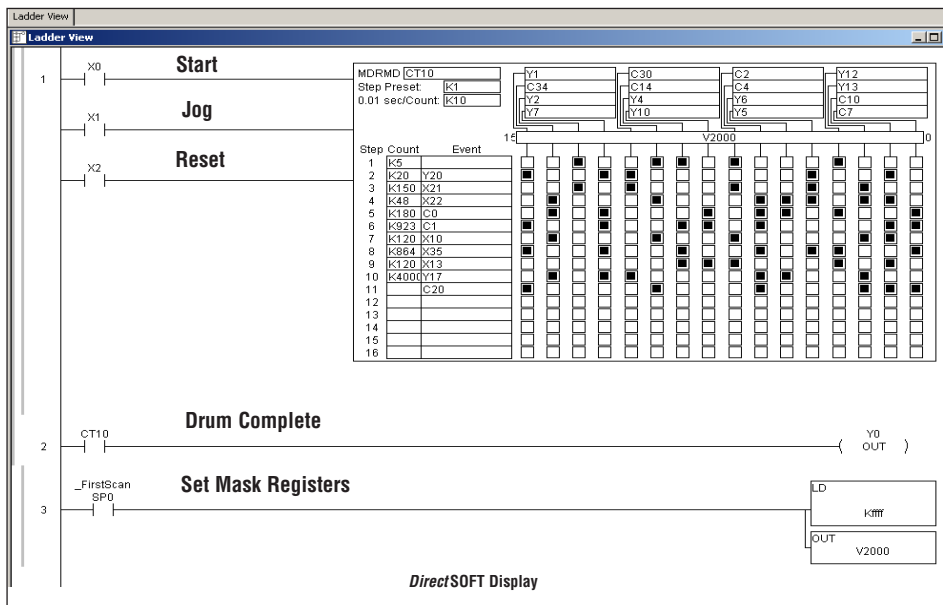 Ladder View
Ladder View
1
X0
Start
X1
Jog
X2
Reset
MDRMD CT10
Step Preset: K1
0.01 sec/Count: K10
Y1 C30 C2 Y12
C34 C14 C4 Y13
Y2 Y4 Y6 C10
Y7 Y10 Y5 C7
15 V2000 0
Step Count Event
1 K5
2 K20 Y20
3 K150 X21
4 K48 X22
5 K180 C0
6 K923 C1
7 K120 X10
8 K864 X35
9 K120 X13
10 K4000 Y17
11 C20
12
13
14
15
16
Drum Complete
2
CT10
Y0
( OUT )
Set Mask Registers
3
_FirstScan
SP0
LD
Kffff
OUT
V2000
DirectSOFT Display